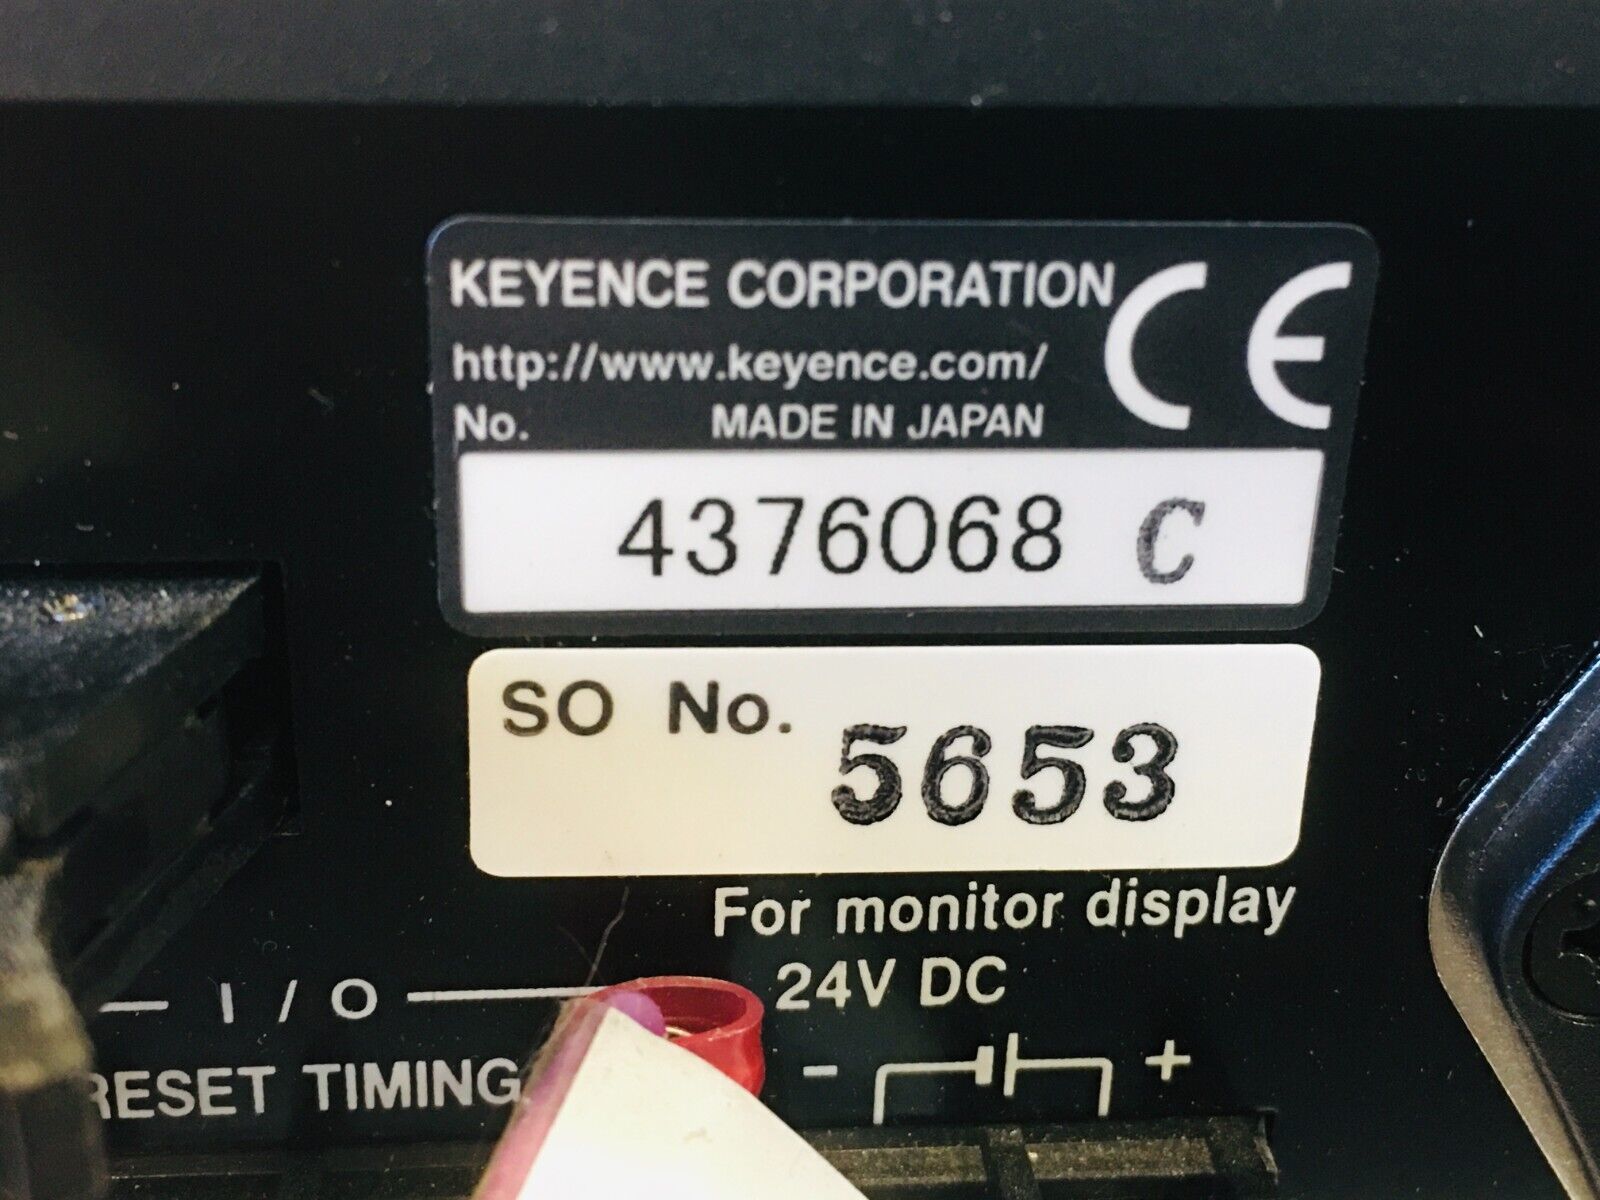 KEYENCE CORPORATION CE
http://www.keyence.com/
No. MADE IN JAPAN
4376068 C
SO No. 5653
For monitor display
24V DC
I / O
- +
RESET TIMING